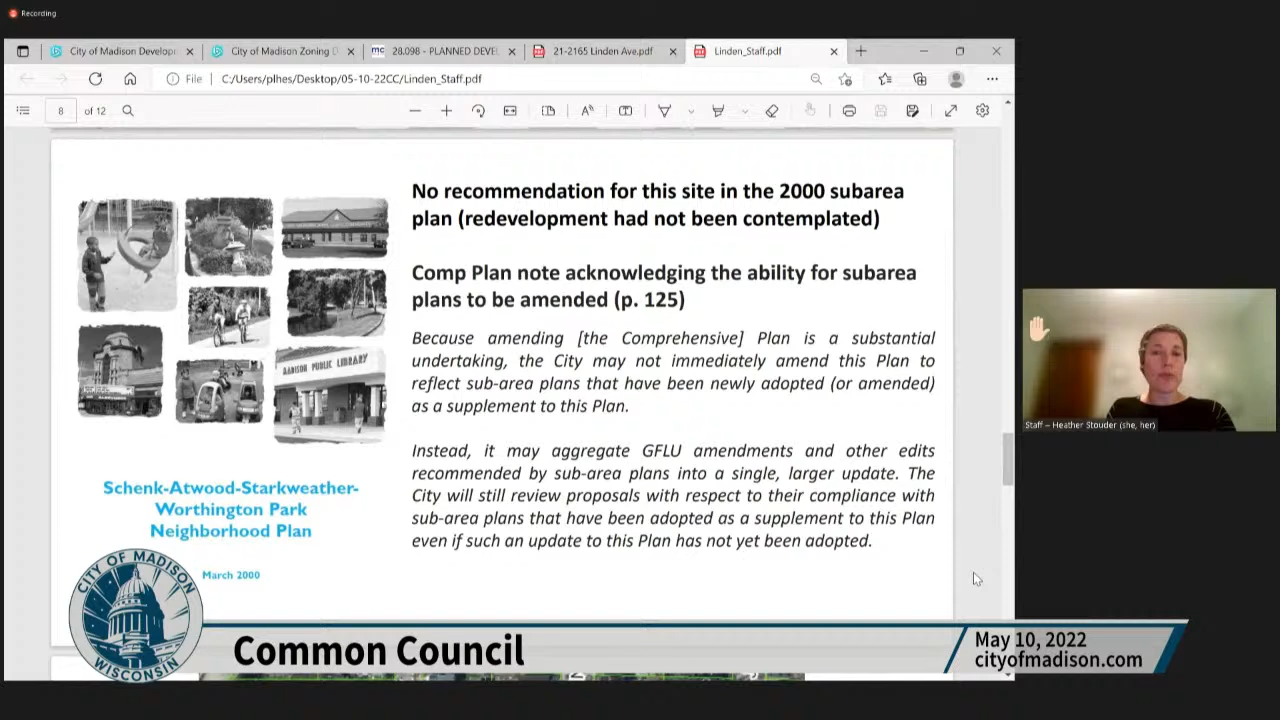 Recording
City of Madison Develop
City of Madison Zoning
28.098 - PLANNED DEVE
21-2165 Linden Ave.pdf
Linden_Staff.pdf
File
C:/Users/plhes/Desktop/05-10-22CC/Linden_Staff.pdf
8 of 12
No recommendation for this site in the 2000 subarea
plan (redevelopment had not been contemplated)
Comp Plan note acknowledging the ability for subarea
plans to be amended (p. 125)
Because amending [the Comprehensive] Plan is a substantial
undertaking, the City may not immediately amend this Plan to
reflect sub-area plans that have been newly adopted (or amended)
as a supplement to this Plan.
Instead, it may aggregate GFLU amendments and other edits
recommended by sub-area plans into a single, larger update. The
City will still review proposals with respect to their compliance with
sub-area plans that have been adopted as a supplement to this Plan
even if such an update to this Plan has not yet been adopted.
MADISON PUBLIC LIBRARY
Schenk-Atwood-Starkweather-
Worthington Park
Neighborhood Plan
March 2000
Staff – Heather Stouder (she, her)
CITY OF MADISON
WISCONSIN
Common Council
May 10, 2022
cityofmadison.com